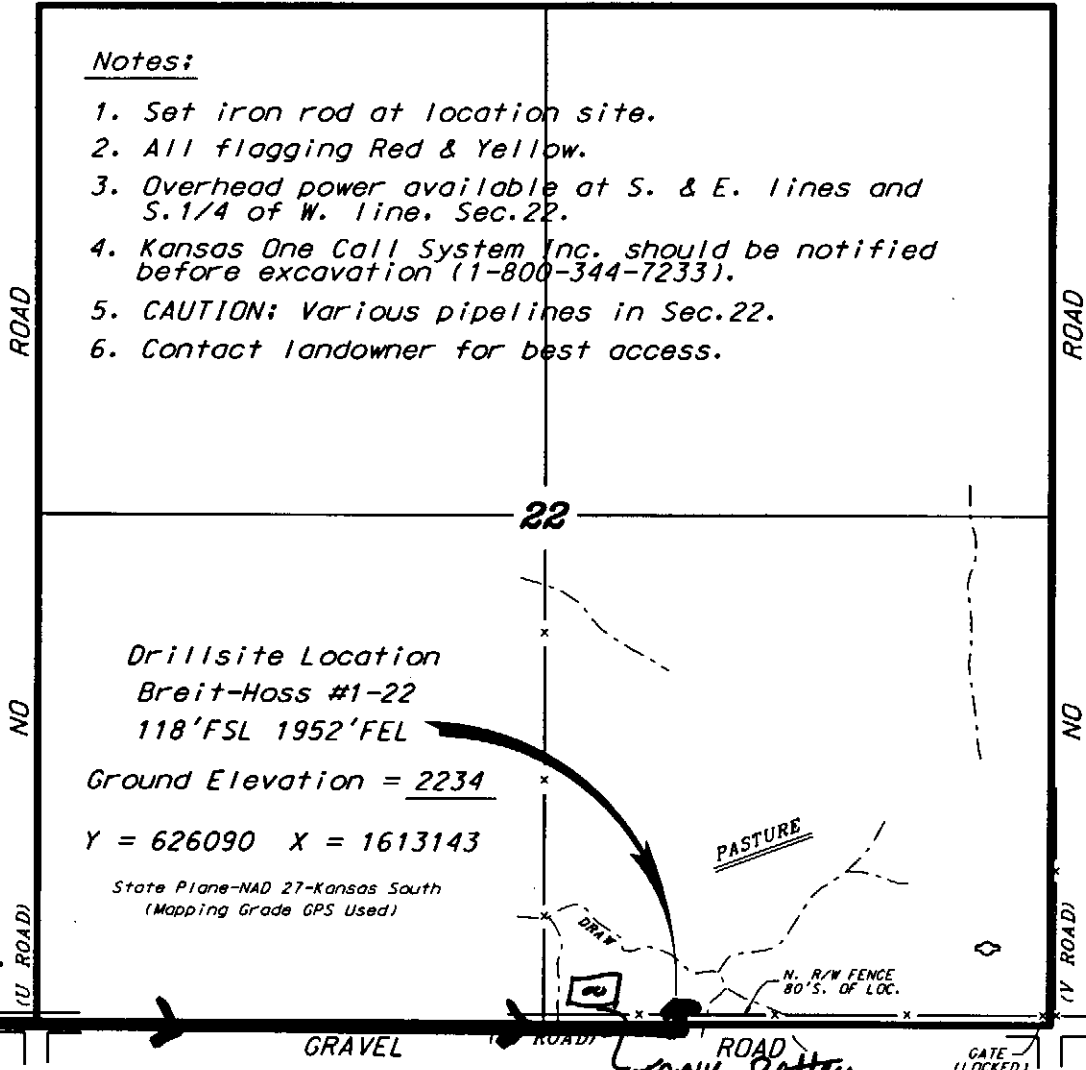 Notes:
1. Set iron rod at location site.
2. All flagging Red & Yellow.
3. Overhead power available at S. & E. lines and
S.1/4 of W. line, Sec.22.
4. Kansas One Call System Inc. should be notified
before excavation (1-800-344-7233).
5. CAUTION: Various pipelines in Sec.22.
6. Contact landowner for best access.
ROAD
ROAD
22
Drillsite Location
Breit-Hoss #1-22
118'FSL 1952'FEL
NO
NO
Ground Elevation = 2234
Y = 626090 X = 1613143
PASTURE
State Plane-NAD 27-Kansas South
(Mapping Grade GPS Used)
(U ROAD)
DRAW
(V ROAD)
N. R/W FENCE
80'S. OF LOC.
GRAVEL
ROAD)
ROAD
Battery
GATE
(LOCKED)